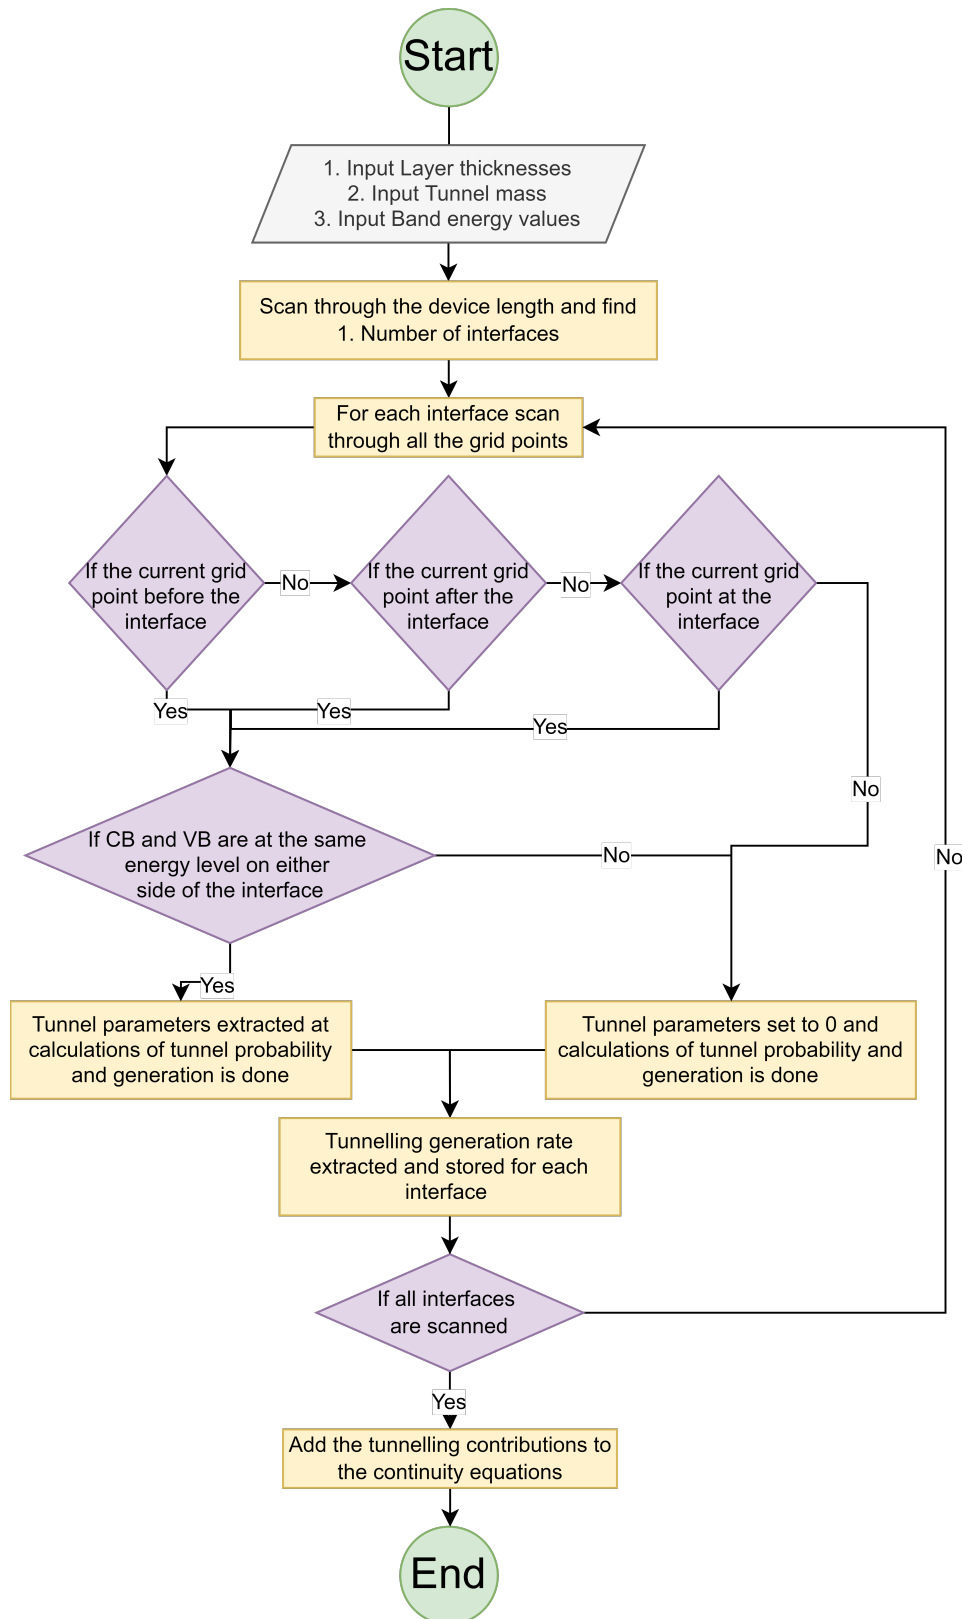 Start
1. Input Layer thicknesses
2. Input Tunnel mass
3. Input Band energy values
Scan through the device length and find
1. Number of interfaces
For each interface scan
through all the grid points
If the current grid
point before the
interface
No
If the current grid
point after the
interface
No
If the current grid
point at the
interface
Yes
Yes
Yes
No
If CB and VB are at the same
energy level on either
side of the interface
No
No
Yes
Tunnel parameters extracted at
calculations of tunnel probability
and generation is done
Tunnel parameters set to 0 and
calculations of tunnel probability and
generation is done
Tunnelling generation rate
extracted and stored for each
interface
If all interfaces
are scanned
Yes
Add the tunnelling contributions to
the continuity equations
End